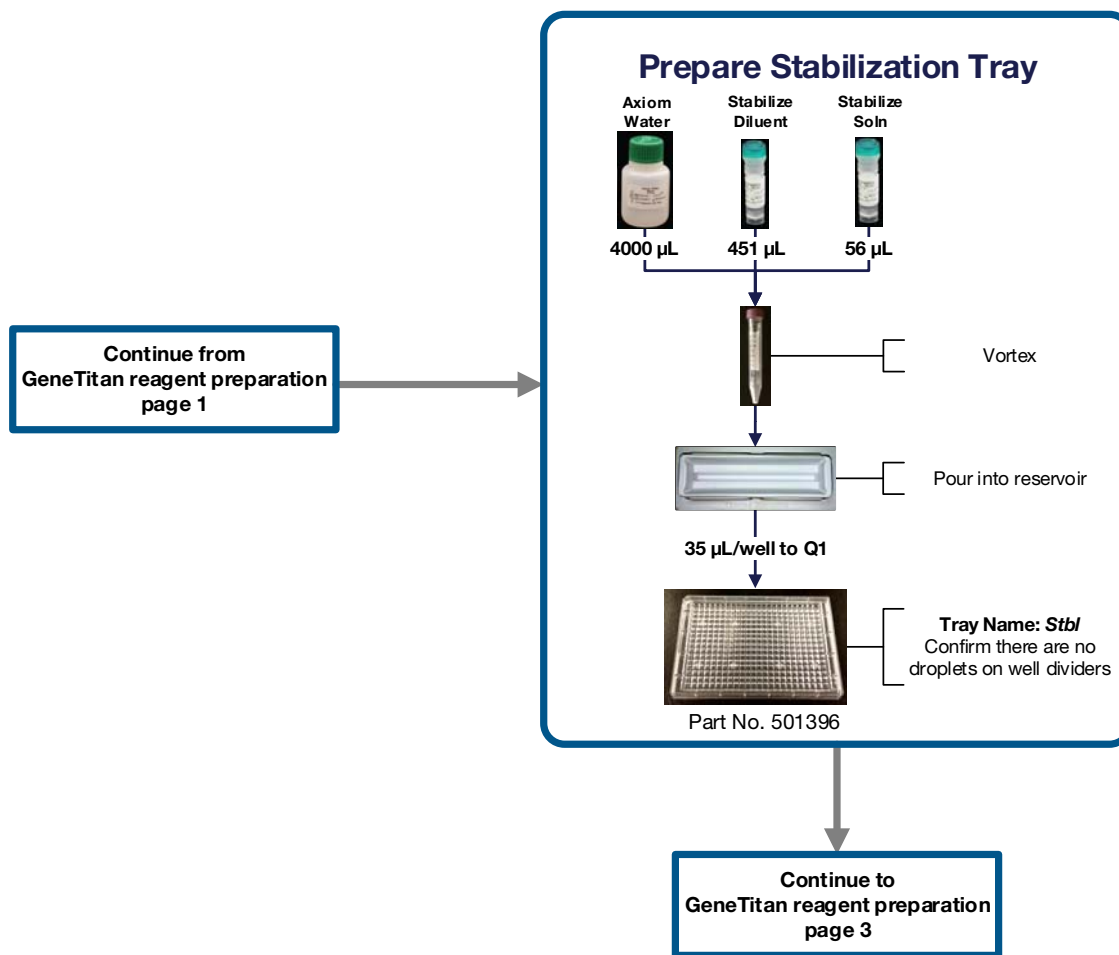 Prepare Stabilization Tray
Axiom
Water
Stabilize
Diluent
Stabilize
Soln
4000 µL
451 µL
56 µL
Vortex
Continue from
GeneTitan reagent preparation
page 1
Pour into reservoir
35 µL/well to Q1
Tray Name: Stbl
Confirm there are no
droplets on well dividers
Part No. 501396
Continue to
GeneTitan reagent preparation
page 3